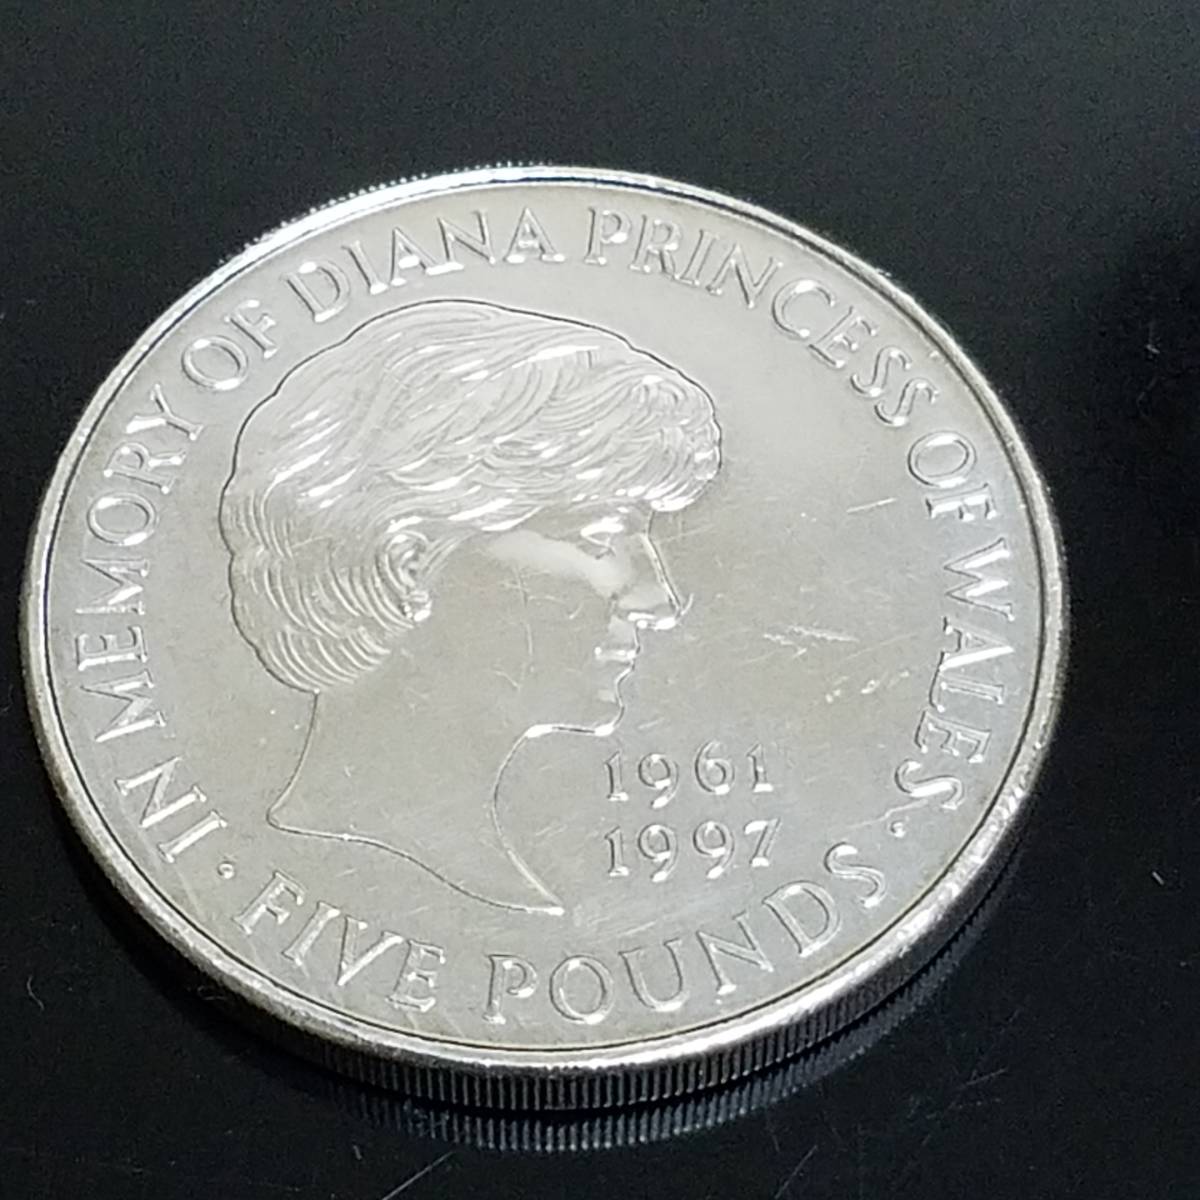 IN MEMORY OF DIANA PRINCESS OF WALES
1961
1997
· FIVE POUNDS ·